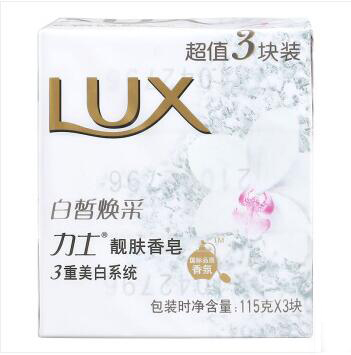 超值3块装
LUX
白皙焕采
力士® 靓肤香皂
3重美白系统
TM
国际品质
香氛
包装时净含量:115克X3块